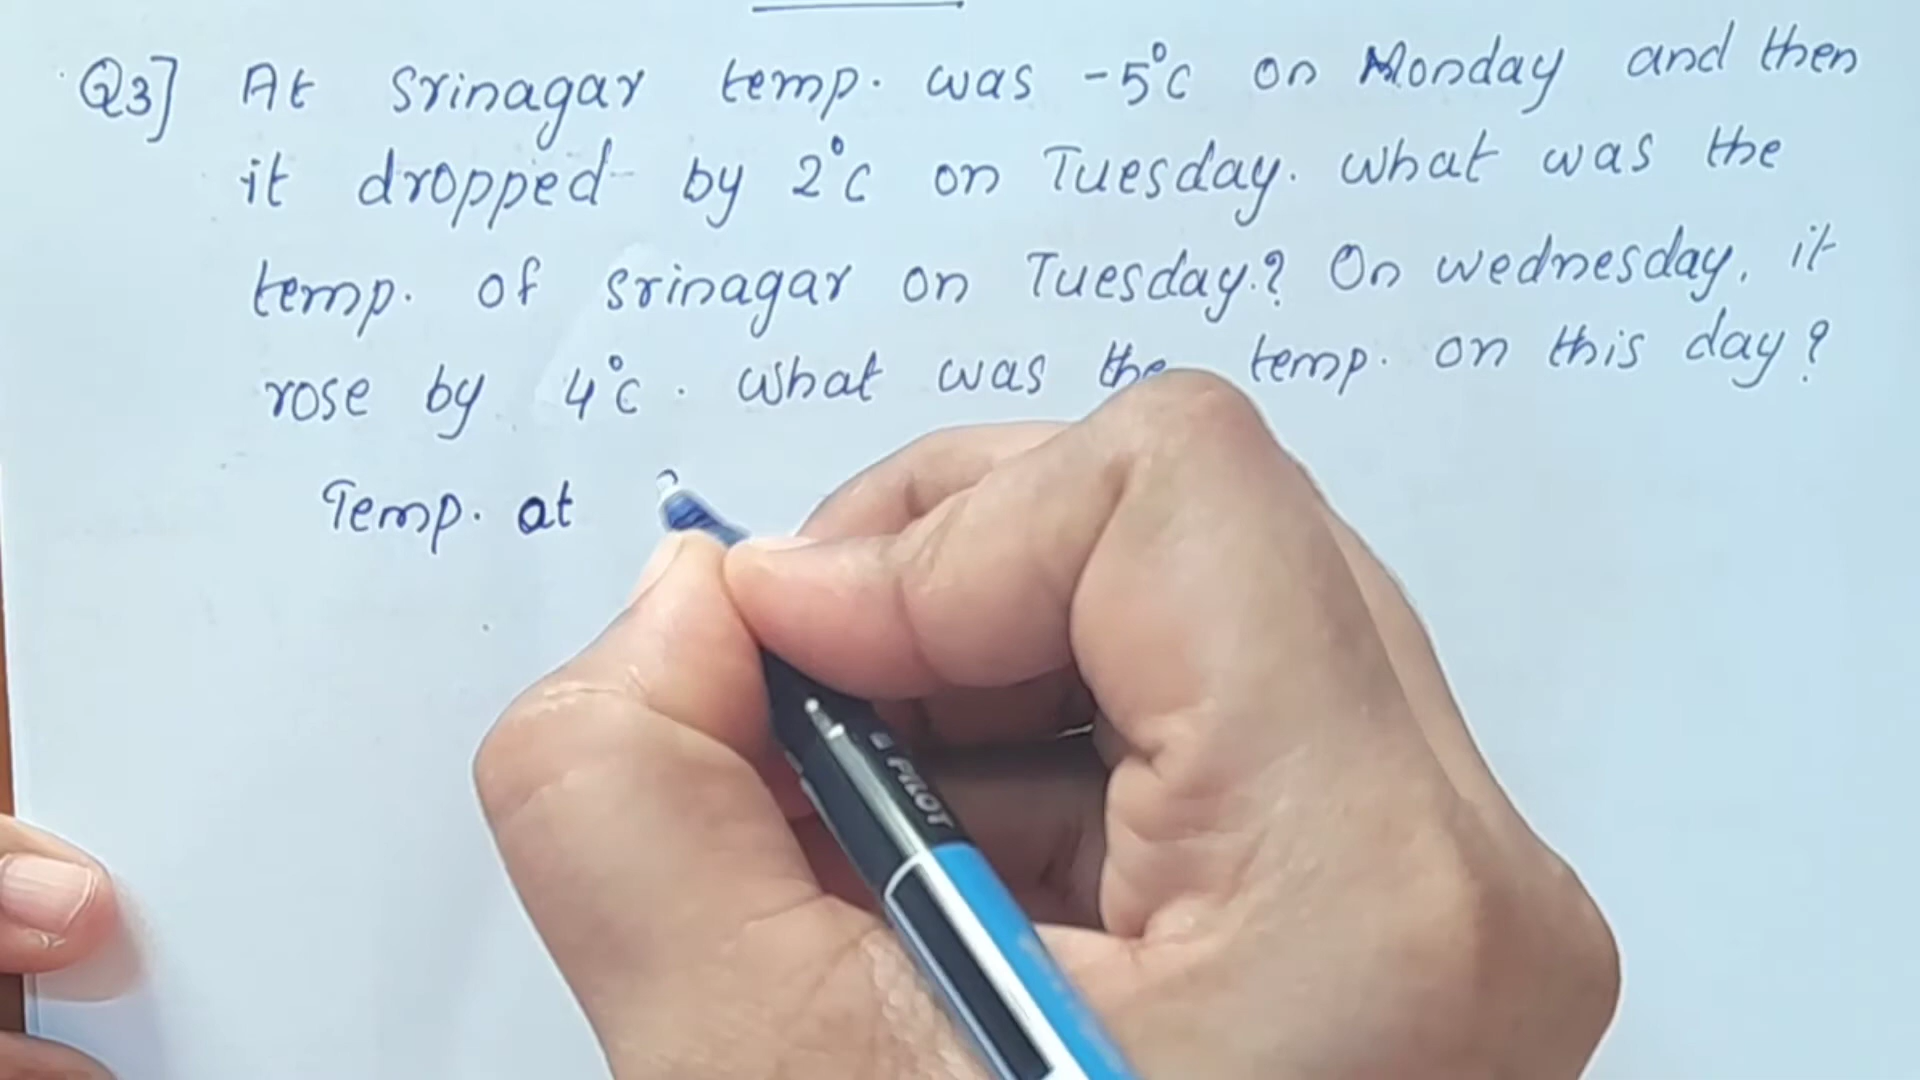 Q3] At Srinagar temp. was -5°C on Monday and then
it dropped by 2°C on Tuesday. What was the
temp. of Srinagar on Tuesday.? On Wednesday, it
rose by 4°C. What was the temp. on this day?
Temp. at
PILOT